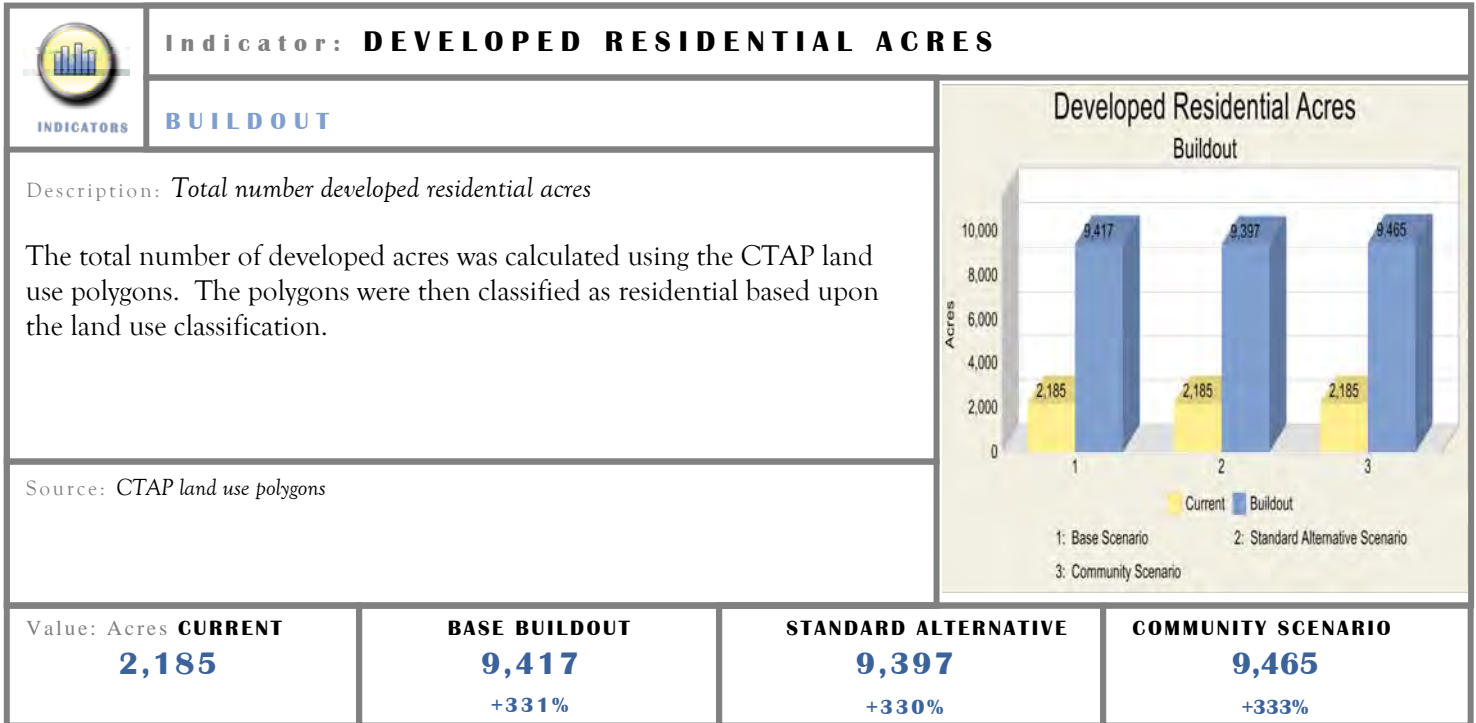 INDICATORS
Indicator: DEVELOPED RESIDENTIAL ACRES
BUILDOUT
Description: Total number developed residential acres
The total number of developed acres was calculated using the CTAP land
use polygons. The polygons were then classified as residential based upon
the land use classification.
Source: CTAP land use polygons
Developed Residential Acres
Buildout
Acres
10,000
8,000
6,000
4,000
2,000
0
2,185
9,417
2,185
9,397
2,185
9,465
1
2
3
Current Buildout
1: Base Scenario 2: Standard Alternative Scenario
3: Community Scenario
Value: Acres CURRENT
2,185
BASE BUILDOUT
9,417
+331%
STANDARD ALTERNATIVE
9,397
+330%
COMMUNITY SCENARIO
9,465
+333%